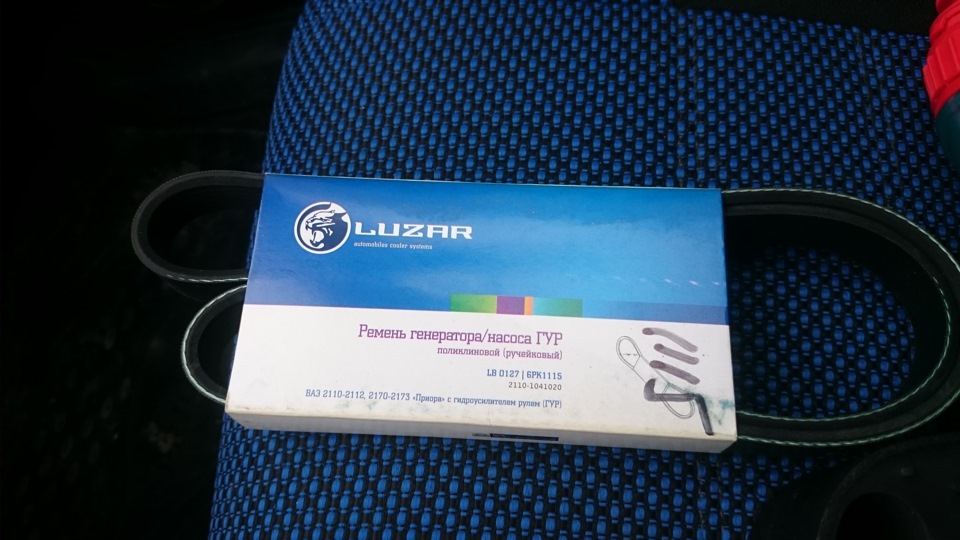 LUZAR
automobiles cooler systems
Ремень генератора/насоса ГУР
поликлиновой (ручейковый)
LB 0127 | 6PK1115
2110-1041020
ВАЗ 2110-2112, 2170-2173 «Приора» с гидроусилителем рулем (ГУР)